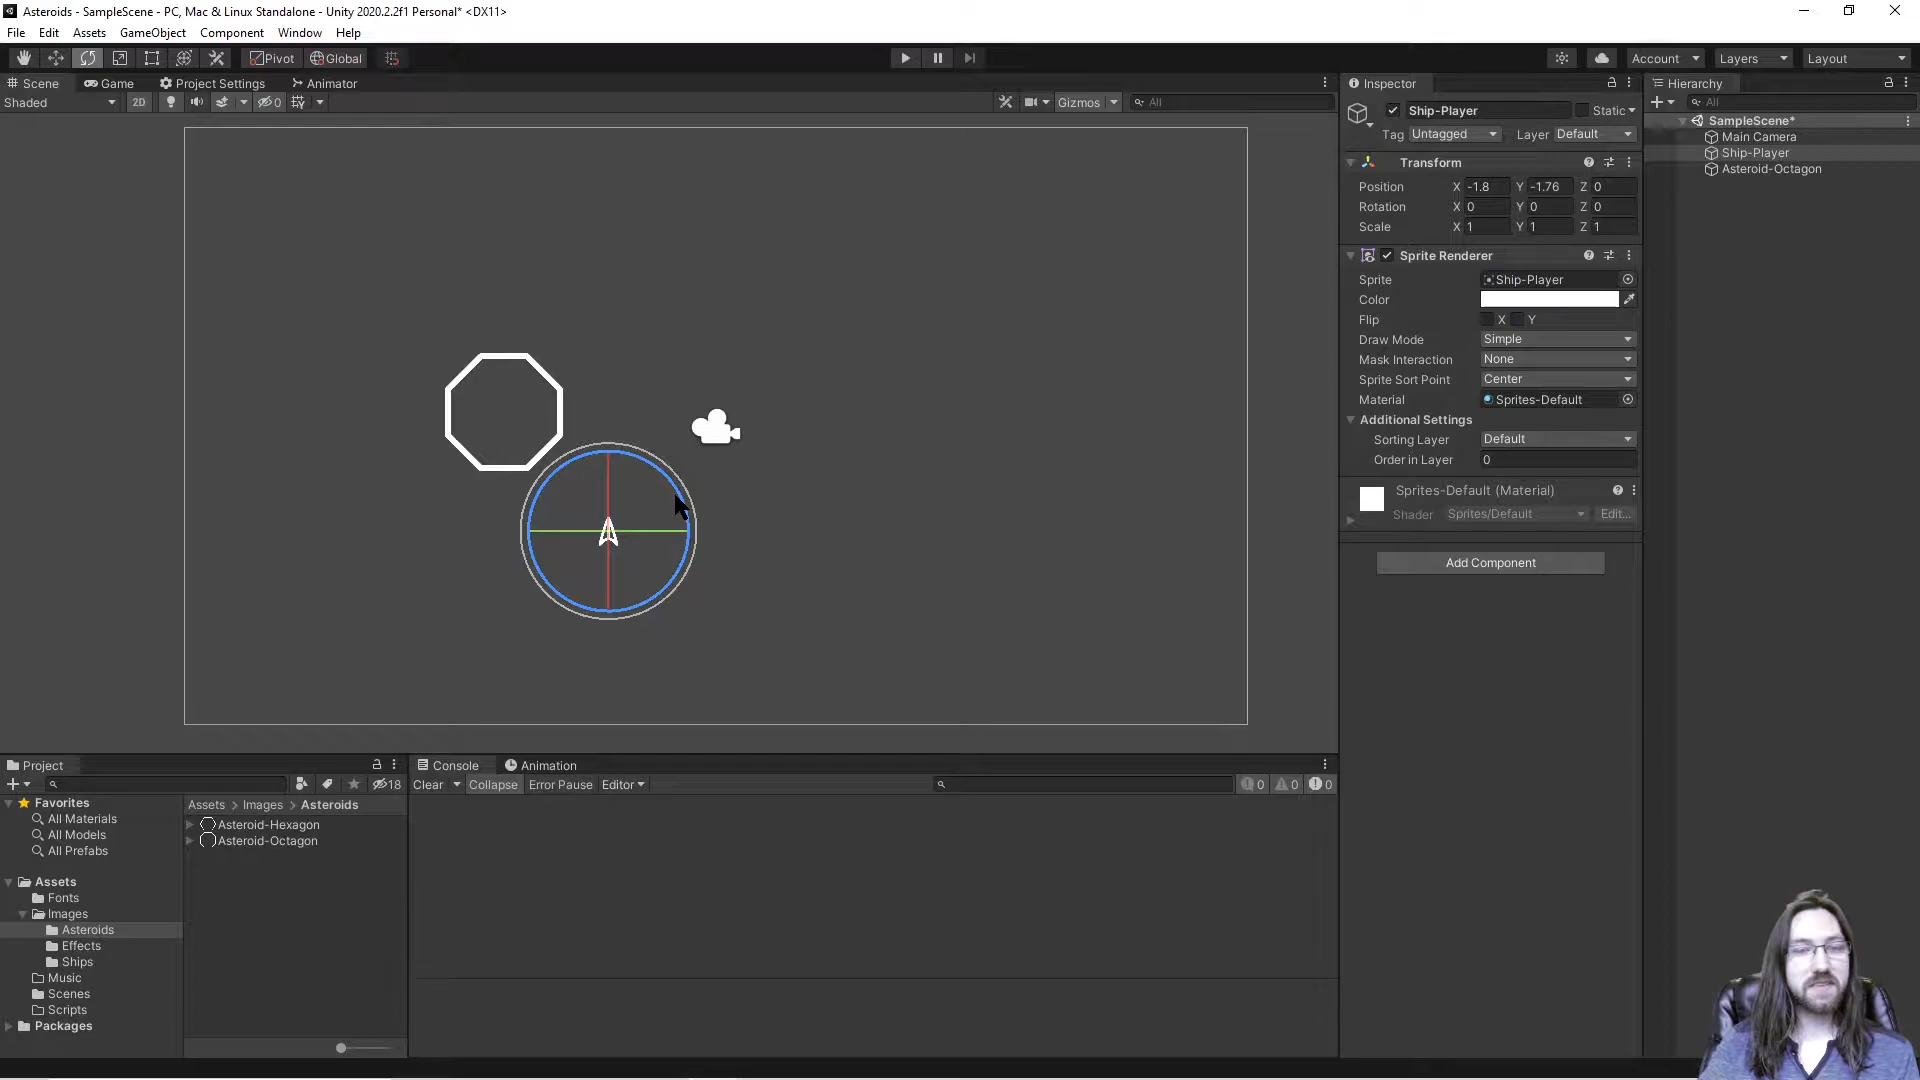 Asteroids - SampleScene - PC, Mac & Linux Standalone - Unity 2020.2.2f1 Personal* <DX11>
File Edit Assets GameObject Component Window Help
Pivot Global Account Layers Layout
Scene Game Project Settings Animator
Shaded 2D 0 Gizmos All
Inspector
Ship-Player Static
Tag Untagged Layer Default
Transform
Position X -1.8 Y -1.76 Z 0
Rotation X 0 Y 0 Z 0
Scale X 1 Y 1 Z 1
Sprite Renderer
Sprite Ship-Player
Color
Flip X Y
Draw Mode Simple
Mask Interaction None
Sprite Sort Point Center
Material Sprites-Default
Additional Settings
Sorting Layer Default
Order in Layer 0
Sprites-Default (Material)
Shader Sprites/Default Edit...
Add Component
Hierarchy
All
SampleScene*
Main Camera
Ship-Player
Asteroid-Octagon
Project
18
Favorites
All Materials
All Models
All Prefabs
Assets
Fonts
Images
Asteroids
Effects
Ships
Music
Scenes
Scripts
Packages
Assets > Images > Asteroids
Asteroid-Hexagon
Asteroid-Octagon
Console Animation
Clear Collapse Error Pause Editor 0 0 0